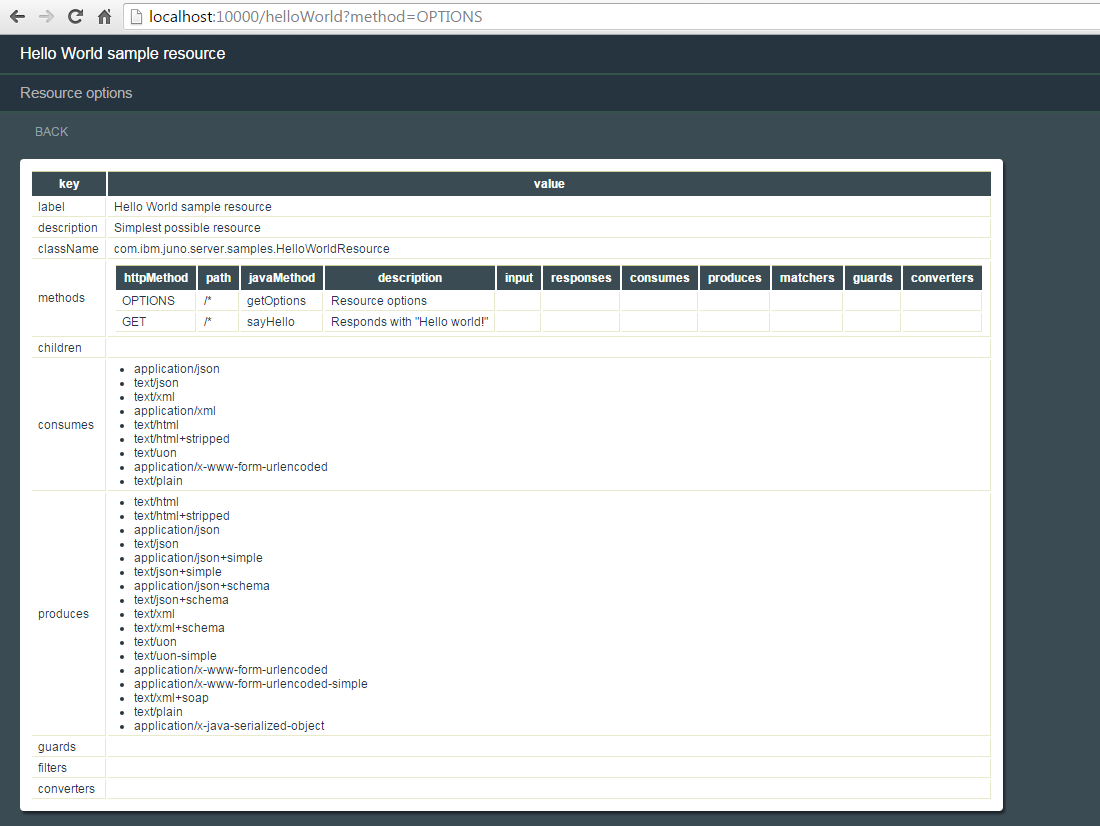 localhost:10000/helloWorld?method=OPTIONS
Hello World sample resource
Resource options
BACK
key value
label Hello World sample resource
description Simplest possible resource
className com.ibm.juno.server.samples.HelloWorldResource
methods
httpMethod path javaMethod description input responses consumes produces matchers guards converters
OPTIONS /* getOptions Resource options
GET /* sayHello Responds with "Hello world!"
children
consumes
application/json
text/json
text/xml
application/xml
text/html
text/html+stripped
text/uon
application/x-www-form-urlencoded
text/plain
produces
text/html
text/html+stripped
application/json
text/json
application/json+simple
text/json+simple
application/json+schema
text/json+schema
text/xml
text/xml+schema
text/uon
text/uon-simple
application/x-www-form-urlencoded
application/x-www-form-urlencoded-simple
text/xml+soap
text/plain
application/x-java-serialized-object
guards
filters
converters